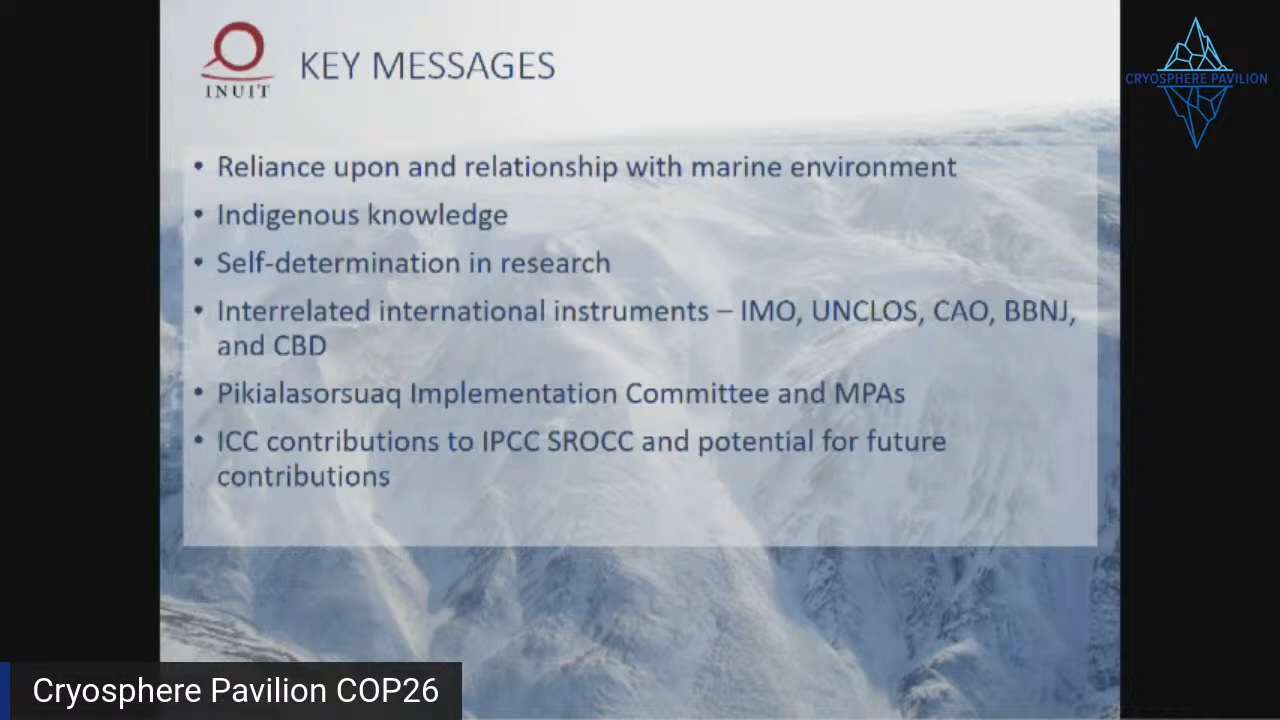 INUIT
KEY MESSAGES
CRYOSPHERE PAVILION
• Reliance upon and relationship with marine environment
• Indigenous knowledge
• Self-determination in research
• Interrelated international instruments – IMO, UNCLOS, CAO, BBNJ,
and CBD
• Pikialasorsuaq Implementation Committee and MPAs
• ICC contributions to IPCC SROCC and potential for future
contributions
Cryosphere Pavilion COP26